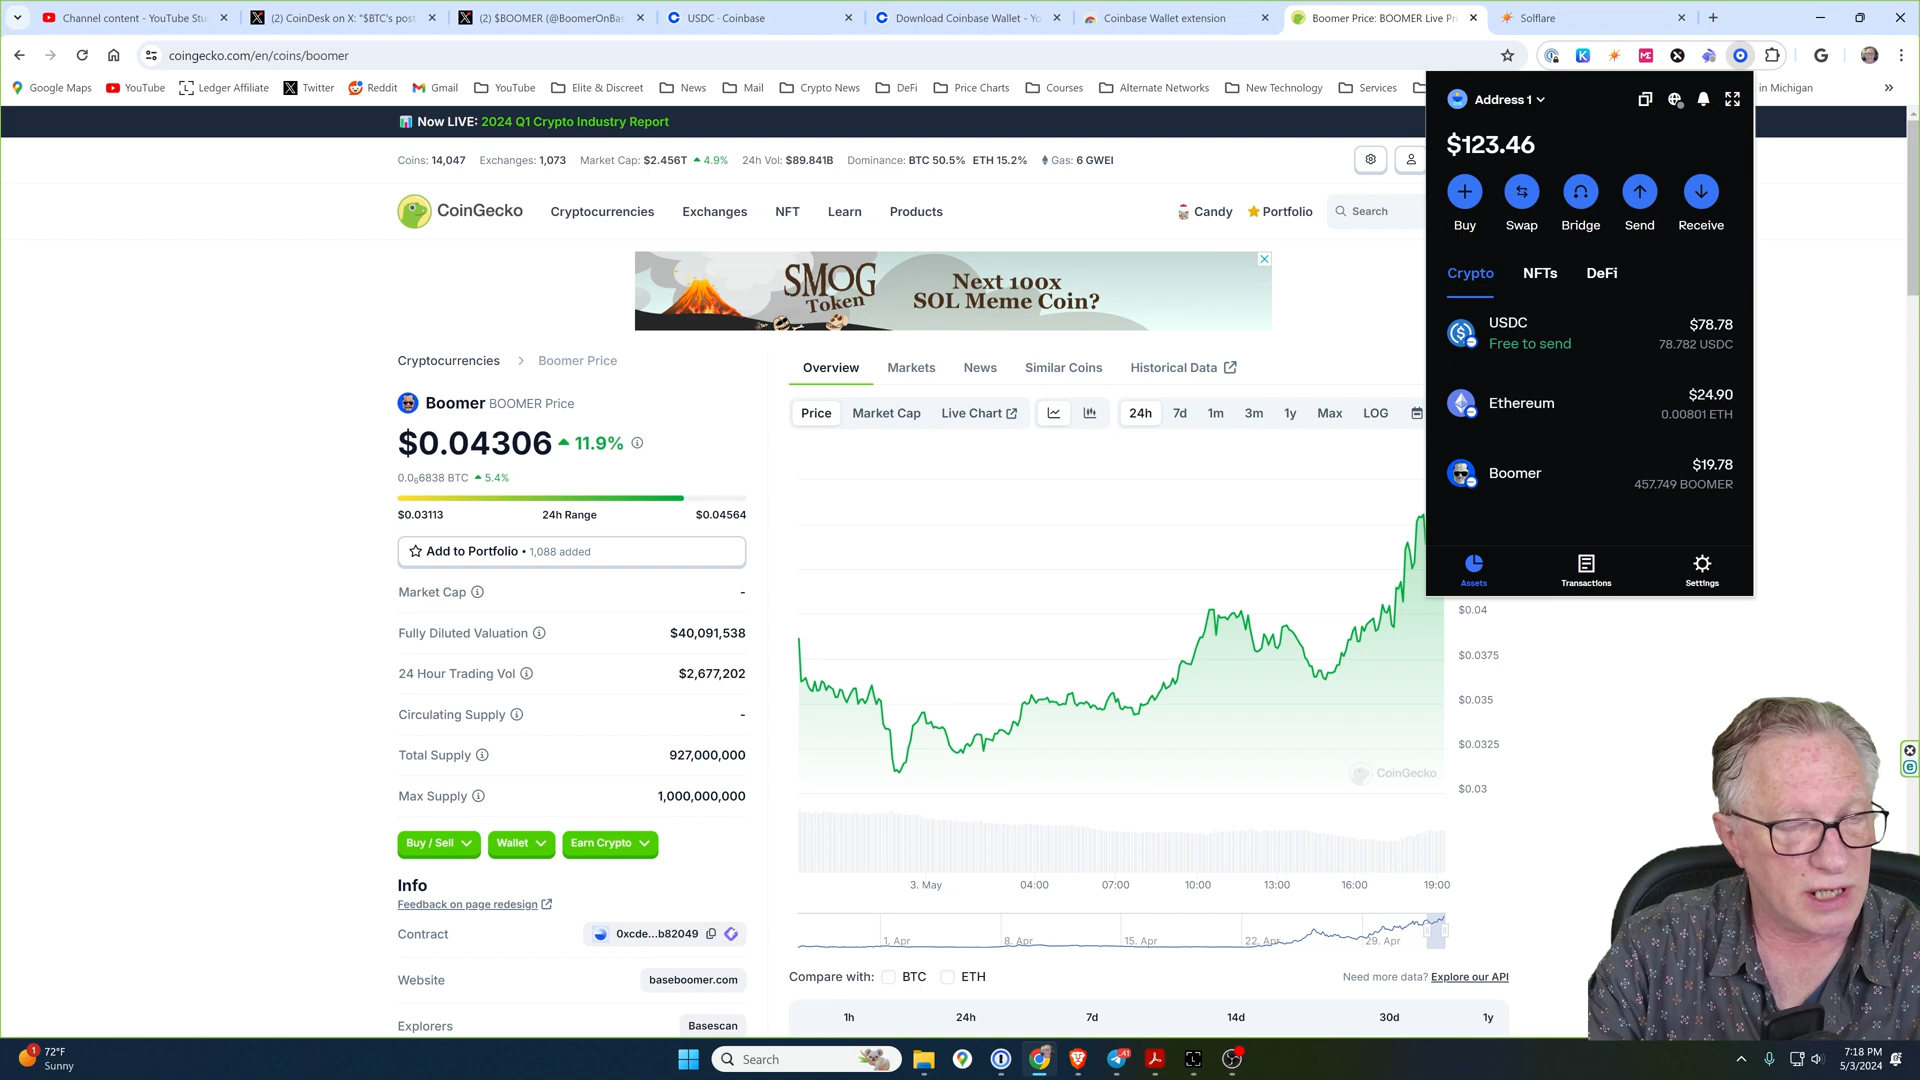 Channel content - YouTube Stu
(2) CoinDesk on X: "$BTC's post
(2) $BOOMER (@BoomerOnBas
USDC · Coinbase
Download Coinbase Wallet - Yo
Coinbase Wallet extension
Boomer Price: BOOMER Live Pri
Solflare
coingecko.com/en/coins/boomer
Google Maps
YouTube
Ledger Affiliate
Twitter
Reddit
Gmail
YouTube
Elite & Discreet
News
Mail
Crypto News
DeFi
Price Charts
Courses
Alternate Networks
New Technology
Services
in Michigan
Now LIVE: 2024 Q1 Crypto Industry Report
Coins: 14,047
Exchanges: 1,073
Market Cap: $2.456T 4.9%
24h Vol: $89.841B
Dominance: BTC 50.5% ETH 15.2%
Gas: 6 GWEI
CoinGecko
Cryptocurrencies
Exchanges
NFT
Learn
Products
Candy
Portfolio
Search
SMOG Token
Next 100x
SOL Meme Coin?
Cryptocurrencies > Boomer Price
Boomer BOOMER Price
$0.04306 11.9%
0.0₆6838 BTC 5.4%
$0.03113 24h Range $0.04564
Add to Portfolio • 1,088 added
Market Cap -
Fully Diluted Valuation $40,091,538
24 Hour Trading Vol $2,677,202
Circulating Supply -
Total Supply 927,000,000
Max Supply 1,000,000,000
Buy / Sell
Wallet
Earn Crypto
Info
Feedback on page redesign
Contract 0xcde...b82049
Website baseboomer.com
Explorers Basescan
Overview
Markets
News
Similar Coins
Historical Data
Price
Market Cap
Live Chart
24h
7d
1m
3m
1y
Max
LOG
$0.04
$0.0375
$0.035
$0.0325
$0.03
CoinGecko
3. May 04:00 07:00 10:00 13:00 16:00 19:00
1. Apr 8. Apr 15. Apr 22. Apr 29. Apr
Compare with: BTC ETH
Need more data? Explore our API
1h 24h 7d 14d 30d 1y
Address 1
$123.46
Buy
Swap
Bridge
Send
Receive
Crypto
NFTs
DeFi
USDC $78.78
Free to send 78.782 USDC
Ethereum $24.90
0.00801 ETH
Boomer $19.78
457.749 BOOMER
Assets
Transactions
Settings
1
72°F
Sunny
Search
41
7:18 PM
5/3/2024